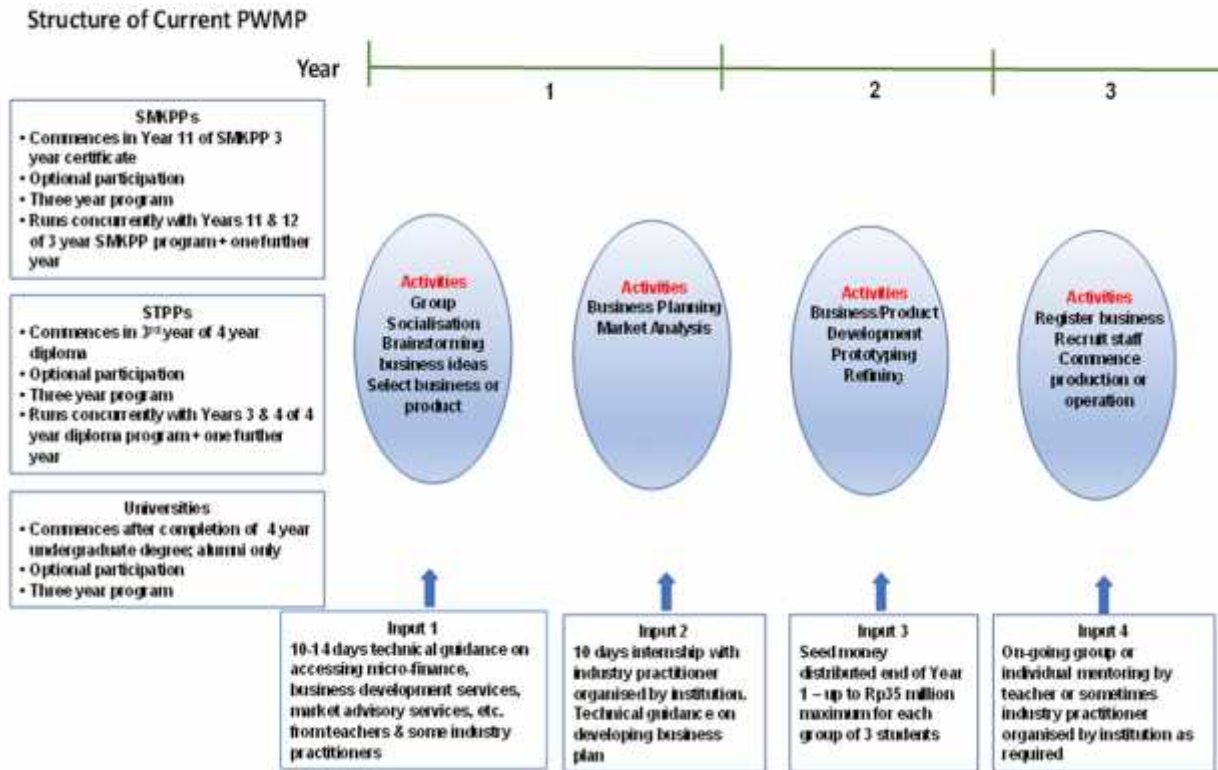 Structure of Current PWMP
Year
1
2
3
SMKPPs
• Commences in Year 11 of SMKPP 3
year certificate
• Optional participation
• Three year program
• Runs concurrently with Years 11 & 12
of 3 year SMKPP program + one further
year
STPPs
• Commences in 3rd year of 4 year
diploma
• Optional participation
• Three year program
• Runs concurrently with Years 3 & 4 of 4
year diploma program + one further
year
Universities
• Commences after completion of 4 year
undergraduate degree; alumni only
• Optional participation
• Three year program
Activities
Group
Socialisation
Brainstorming
business ideas
Select business or
product
Activities
Business Planning
Market Analysis
Activities
Business/Product
Development
Prototyping
Refining
Activities
Register business
Recruit staff
Commence
production or
operation
Input 1
10-14 days technical guidance on
accessing micro-finance,
business development services,
market advisory services, etc.
from teachers & some industry
practitioners
Input 2
10 days internship with
industry practitioner
organised by institution.
Technical guidance on
developing business
plan
Input 3
Seed money
distributed end of Year
1 – up to Rp35 million
maximum for each
group of 3 students
Input 4
On-going group or
individual mentoring by
teacher or sometimes
industry practitioner
organised by institution as
required